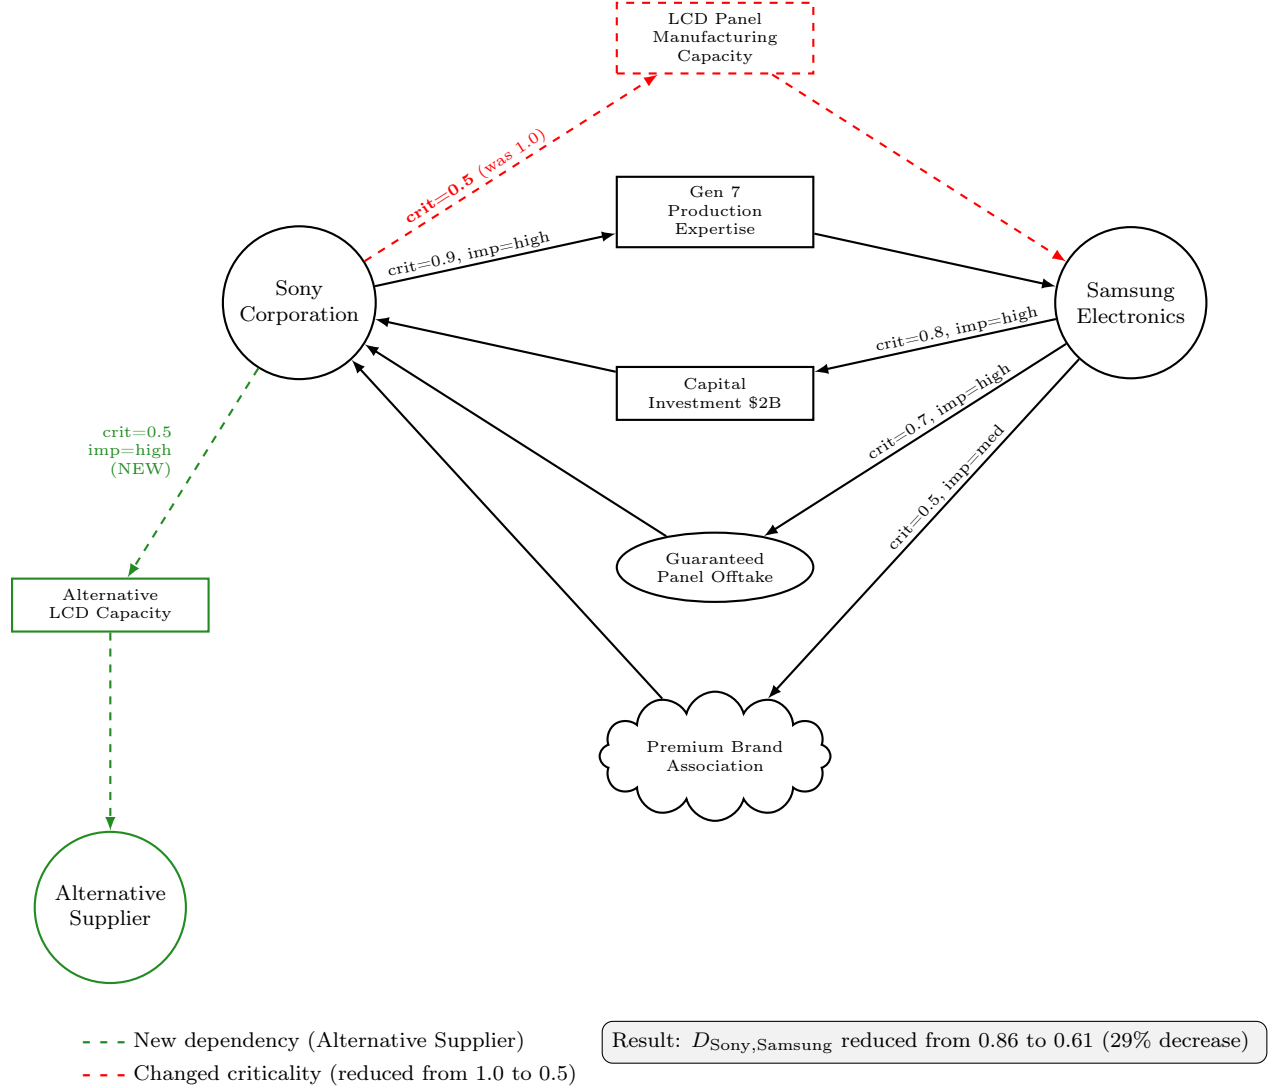 LCD Panel
Manufacturing
Capacity
crit=0.5 (was 1.0)
Gen 7
Production
Expertise
crit=0.9, imp=high
Sony
Corporation
Samsung
Electronics
crit=0.8, imp=high
Capital
Investment $2B
crit=0.7, imp=high
crit=0.5, imp=med
crit=0.5
imp=high
(NEW)
Guaranteed
Panel Offtake
Alternative
LCD Capacity
Premium Brand
Association
Alternative
Supplier
New dependency (Alternative Supplier)
Result: D Sony,Samsung reduced from 0.86 to 0.61 (29% decrease)
Changed criticality (reduced from 1.0 to 0.5)